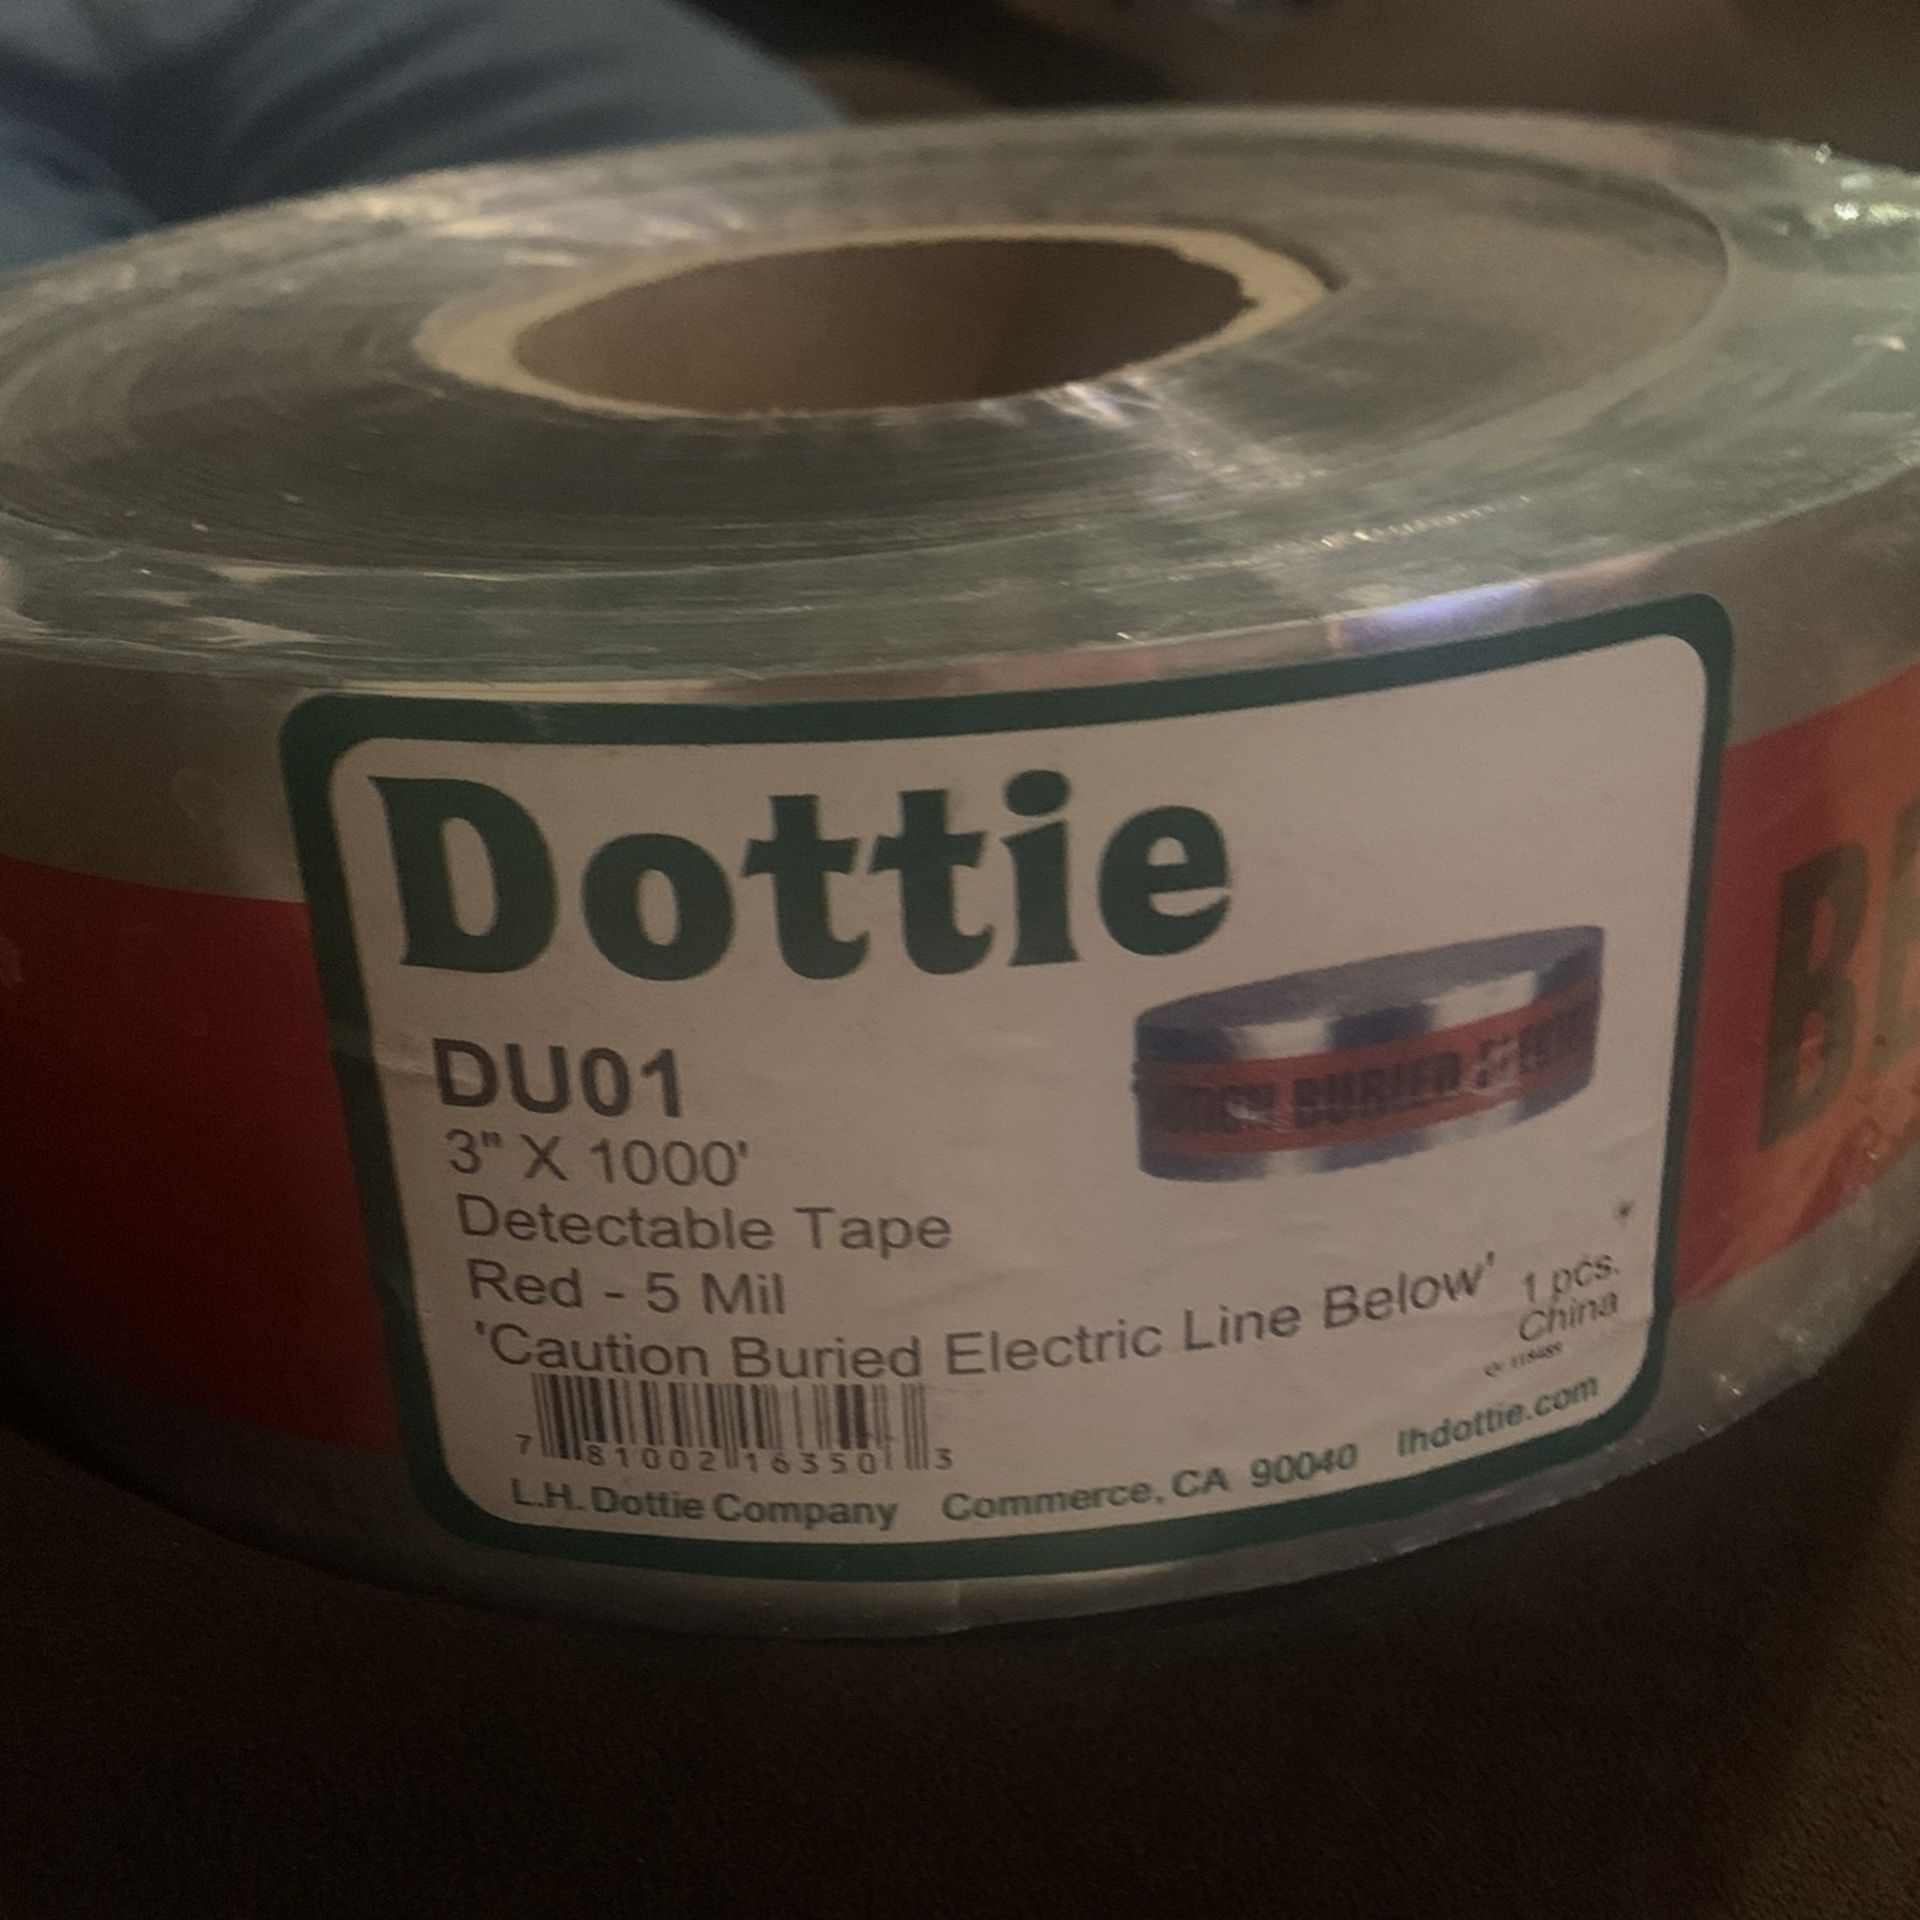 Dottie
DU01
3" X 1000'
Detectable Tape
Red - 5 Mil
'Caution Buried Electric Line Below'
1 pcs.
China
7 81002 16350 3
L.H. Dottie Company Commerce, CA 90040 lhdottie.com
BURIED
B